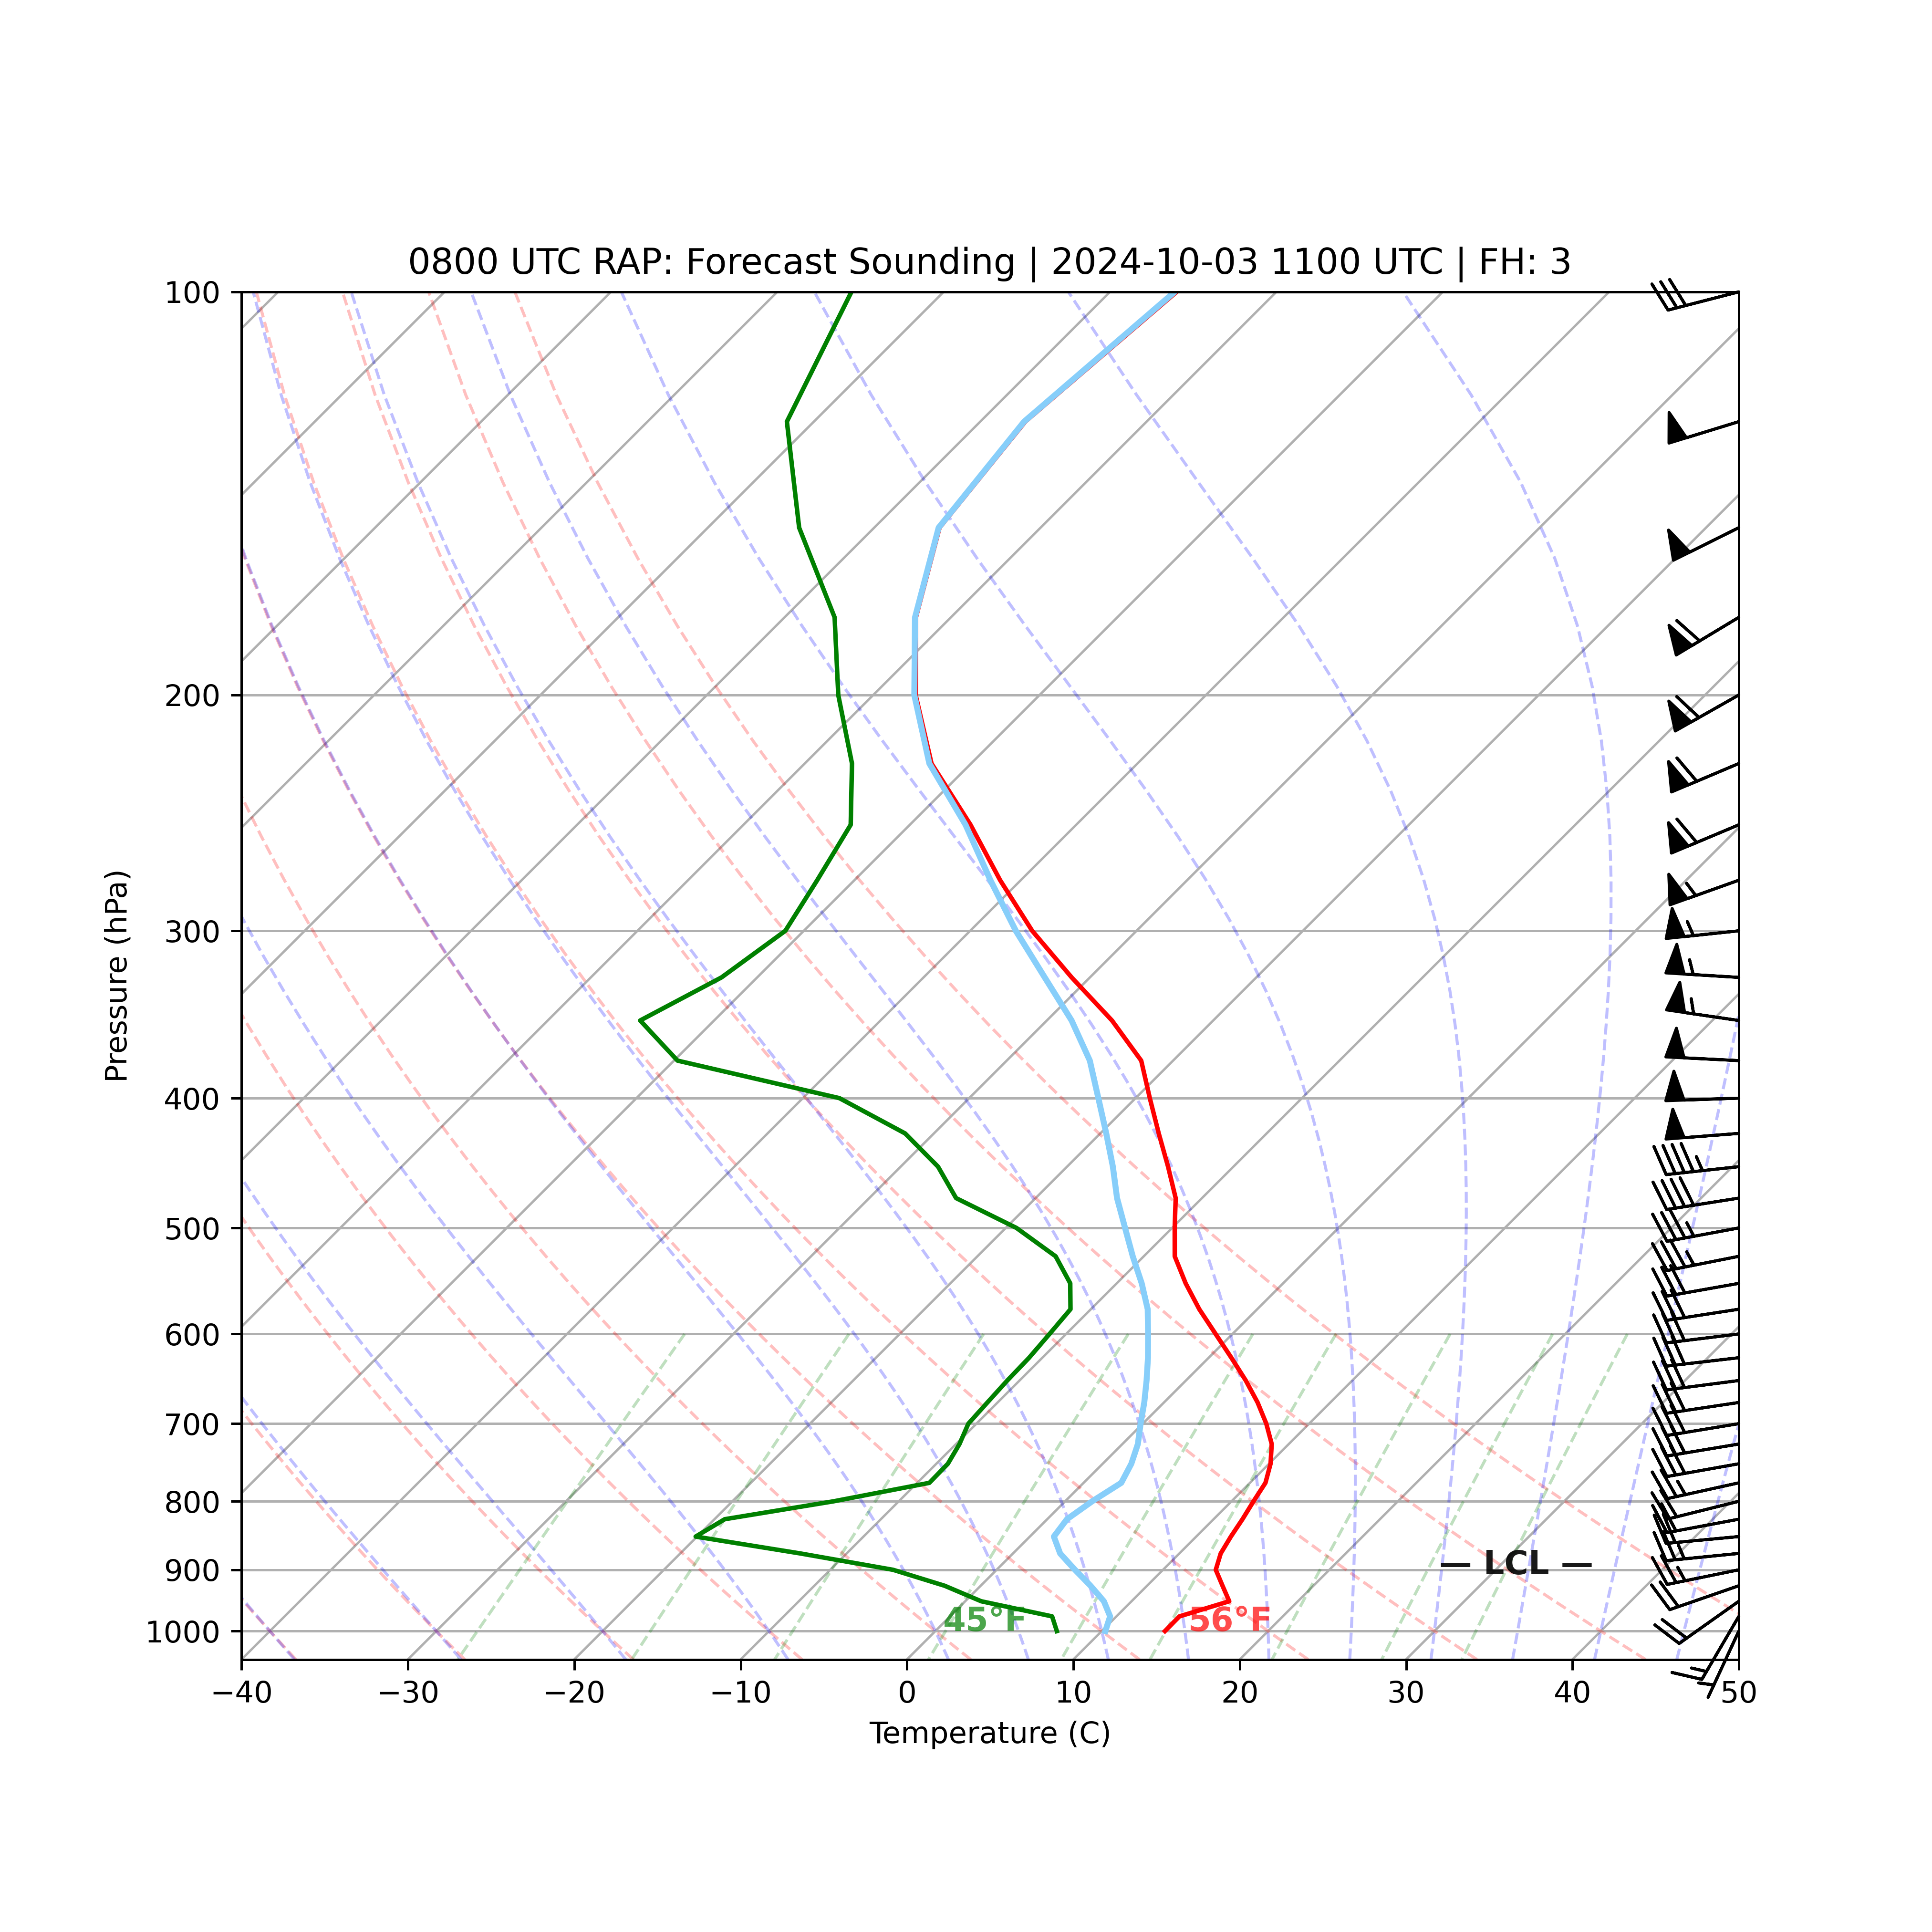 0800 UTC RAP: Forecast Sounding | 2024-10-03 1100 UTC | FH: 3
100
200
300
400
500
600
700
800
900
1000
Pressure (hPa)
— LCL —
45°F
56°F
−40 −30 −20 −10 0 10 20 30 40 50
Temperature (C)